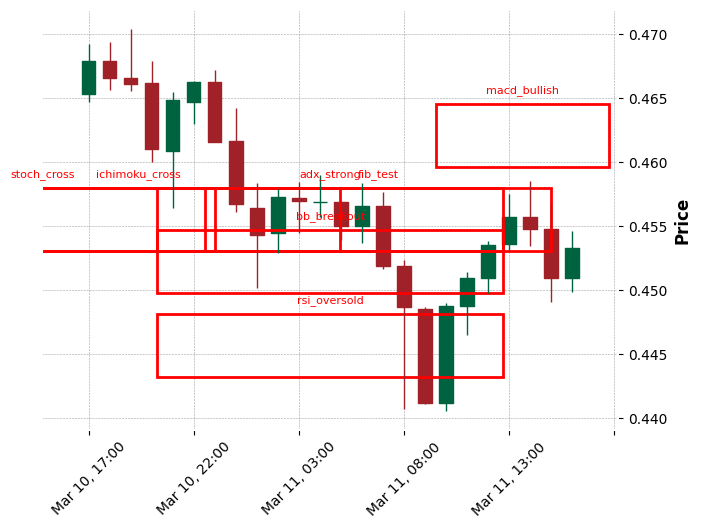 0.470
macd_bullish
0.465
0.460
stoch_cross
ichimoku_cross
adx_strong
fib_test
0.455
bb_breakout
Price
0.450
rsi_oversold
0.445
0.440
Mar 10, 17:00
Mar 10, 22:00
Mar 11, 03:00
Mar 11, 08:00
Mar 11, 13:00